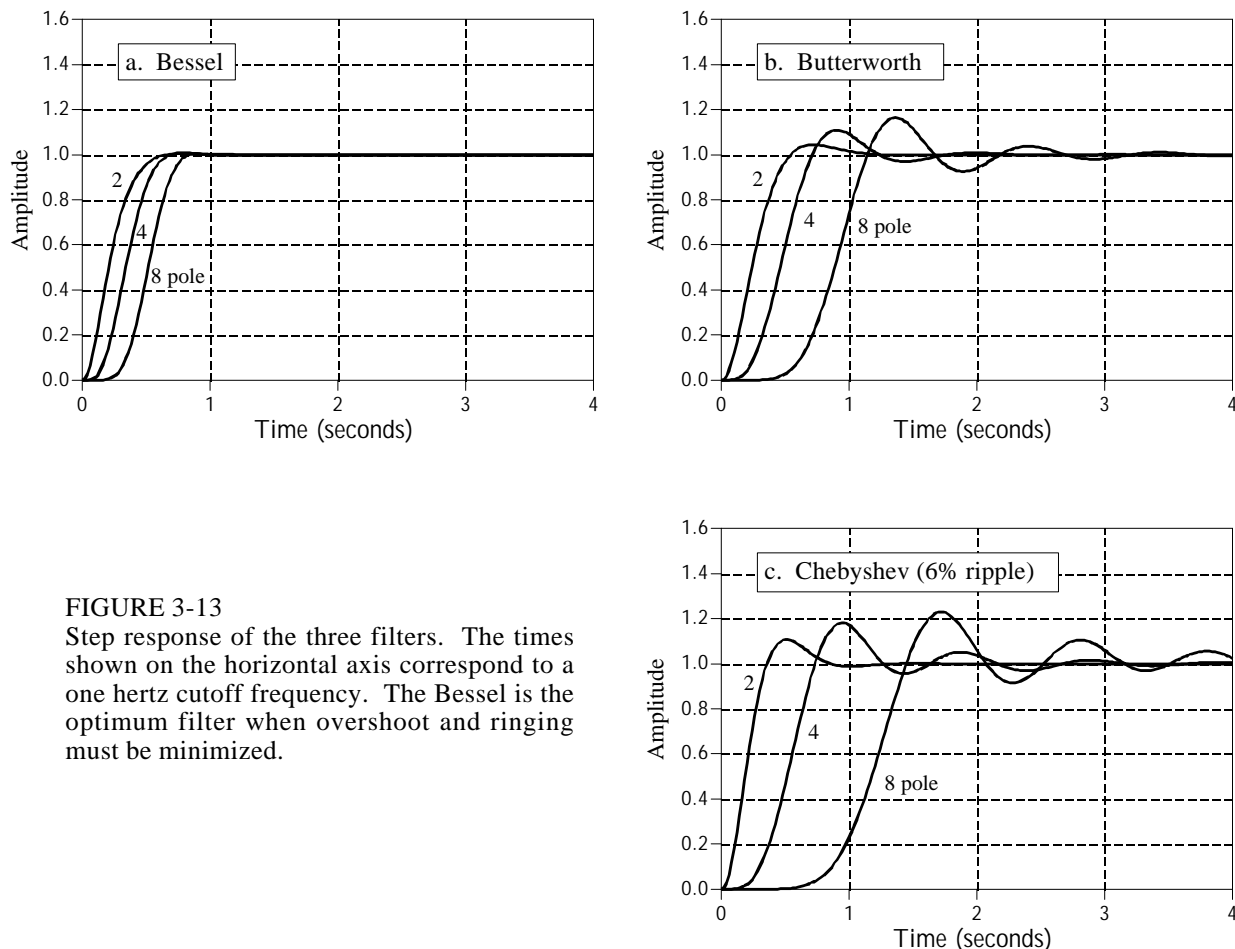 1.6
1.4
1.2
1.0
0.8
0.6
0.4
0.2
0.0
Amplitude
a. Bessel
2
4
8 pole
0 1 2 3 4
Time (seconds)
1.6
1.4
1.2
1.0
0.8
0.6
0.4
0.2
0.0
Amplitude
b. Butterworth
2
4
8 pole
0 1 2 3 4
Time (seconds)
FIGURE 3-13
Step response of the three filters. The times
shown on the horizontal axis correspond to a
one hertz cutoff frequency. The Bessel is the
optimum filter when overshoot and ringing
must be minimized.
1.6
1.4
1.2
1.0
0.8
0.6
0.4
0.2
0.0
Amplitude
c. Chebyshev (6% ripple)
2
4
8 pole
0 1 2 3 4
Time (seconds)